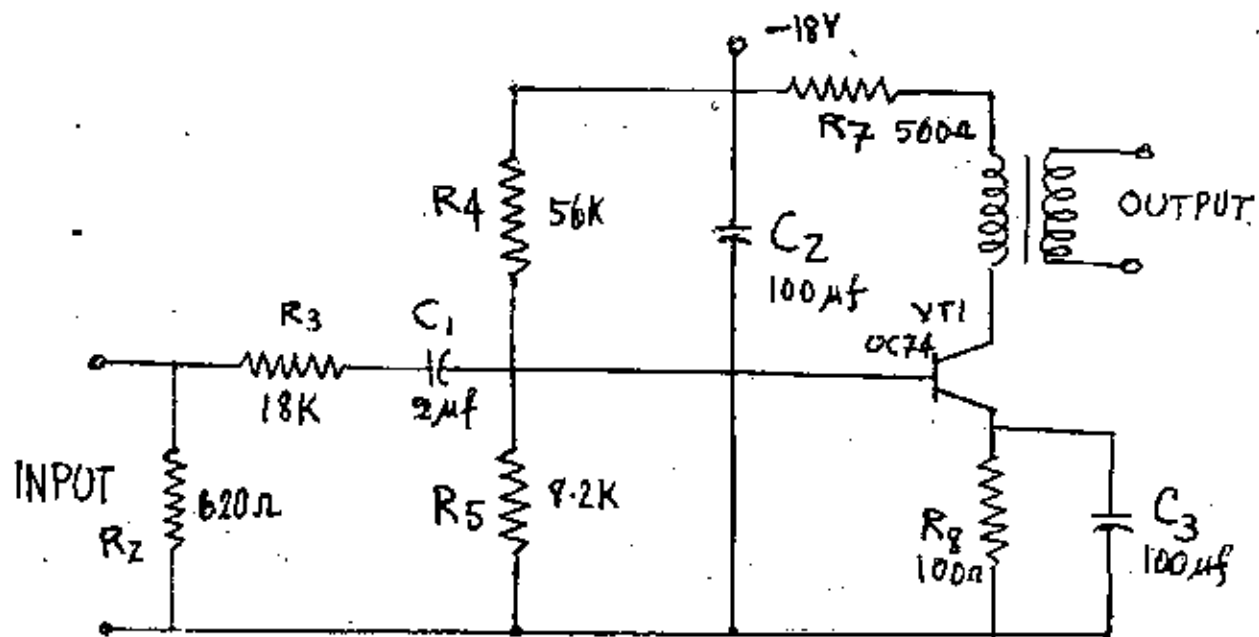 -18V
R7 560Ω
R4
56K
C2
100µf
OUTPUT
VT1
OC74
R3
C1
18K
2µf
INPUT
R2
620Ω
R5
8.2K
R8
100Ω
C3
100µf